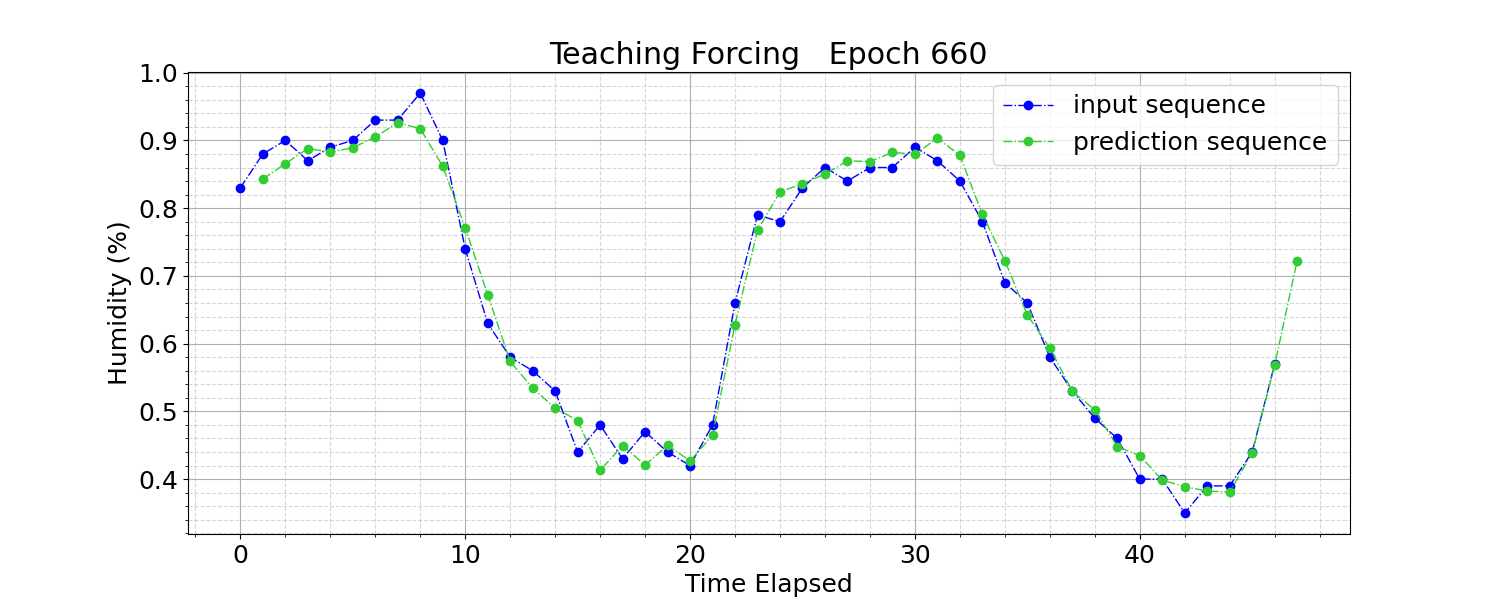 Teaching Forcing   Epoch 660
input sequence
prediction sequence
Humidity (%)
1.0
0.9
0.8
0.7
0.6
0.5
0.4
0 10 20 30 40
Time Elapsed